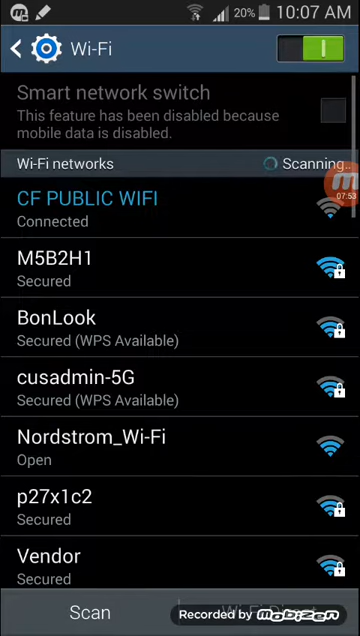 20% 10:07 AM
Wi-Fi
Smart network switch
This feature has been disabled because
mobile data is disabled.
Wi-Fi networks Scanning..
07:53
CF PUBLIC WIFI
Connected
M5B2H1
Secured
BonLook
Secured (WPS Available)
cusadmin-5G
Secured (WPS Available)
Nordstrom_Wi-Fi
Open
p27x1c2
Secured
Vendor
Secured
Scan
Recorded by mobizen